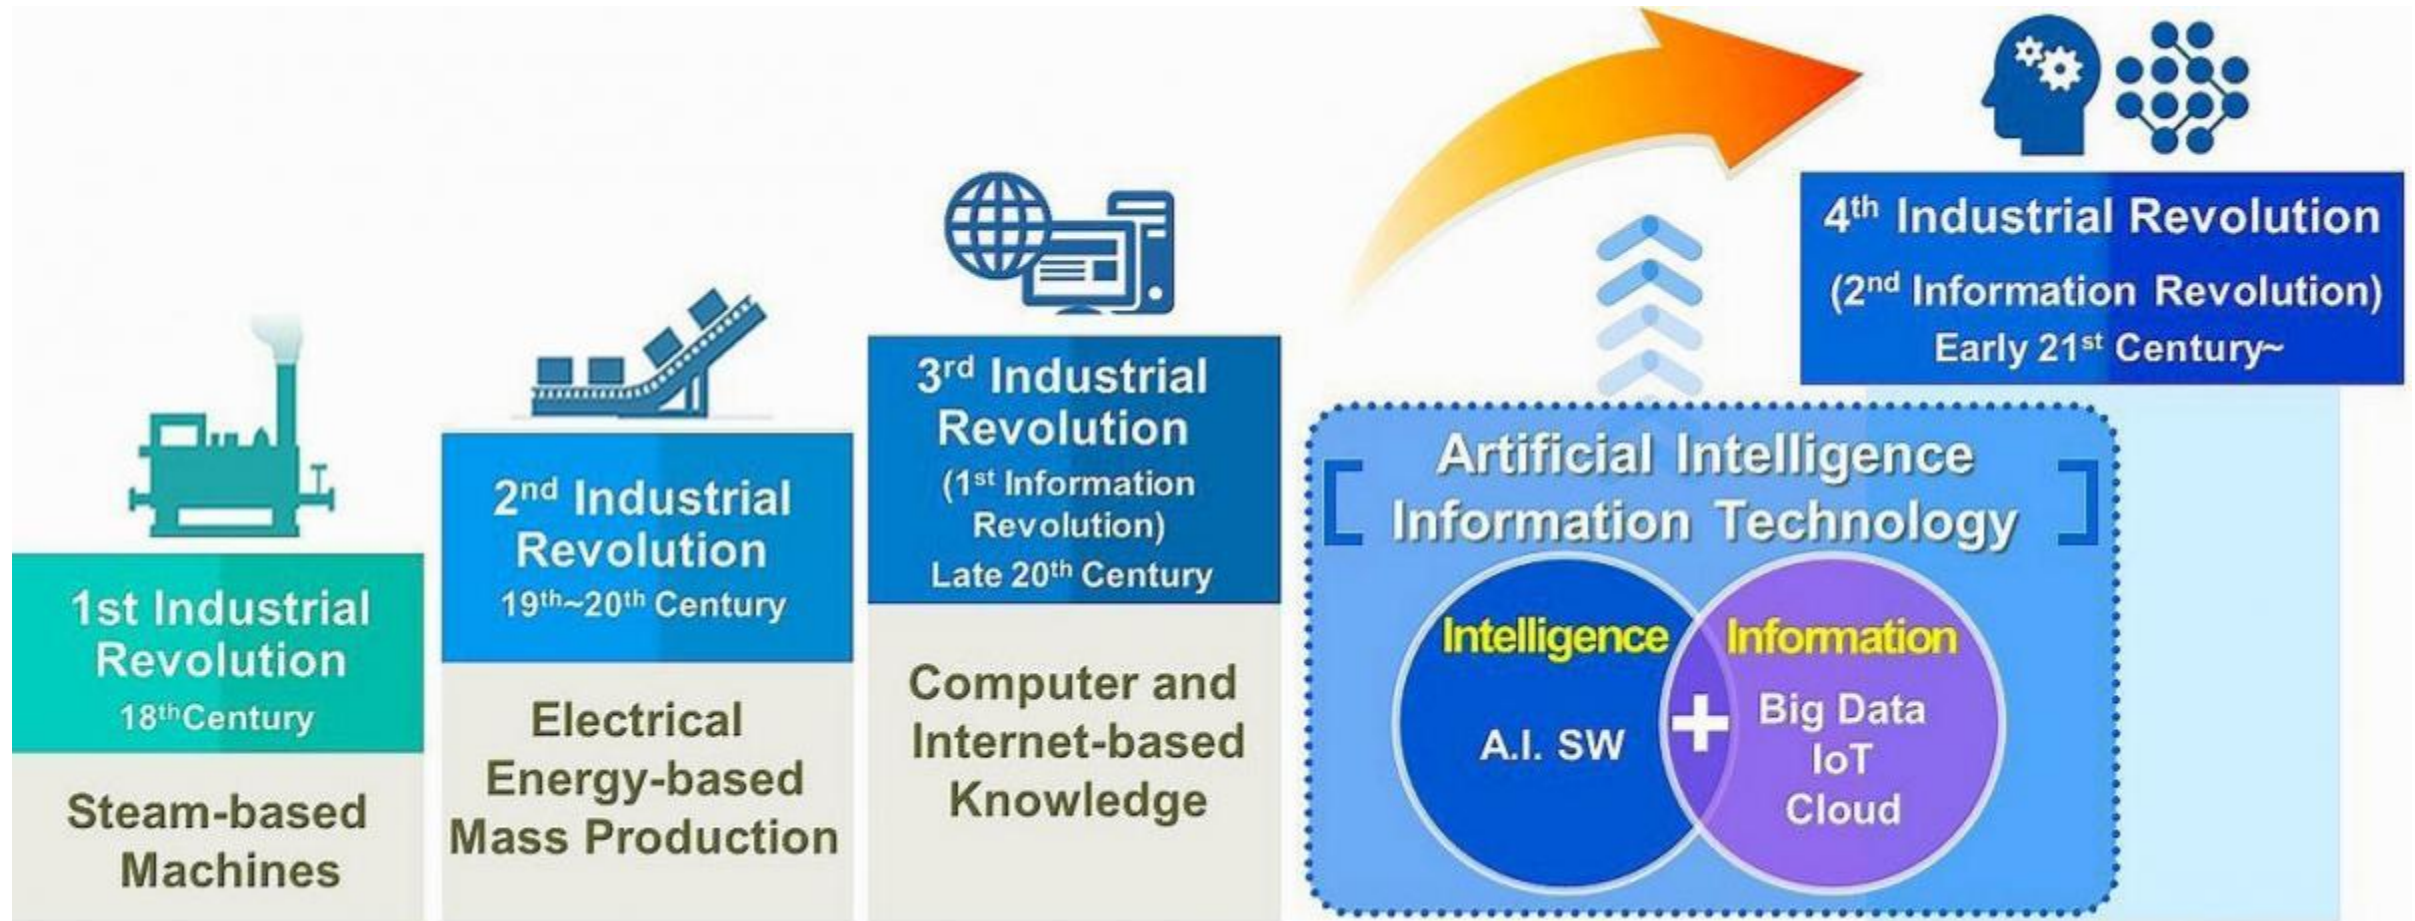 1st Industrial
Revolution
18th Century
Steam-based
Machines
2nd Industrial
Revolution
19th~20th Century
Electrical
Energy-based
Mass Production
3rd Industrial
Revolution
(1st Information
Revolution)
Late 20th Century
Computer and
Internet-based
Knowledge
4th Industrial Revolution
(2nd Information Revolution)
Early 21st Century~
Artificial Intelligence
Information Technology
Intelligence
A.I. SW
+
Information
Big Data
IoT
Cloud